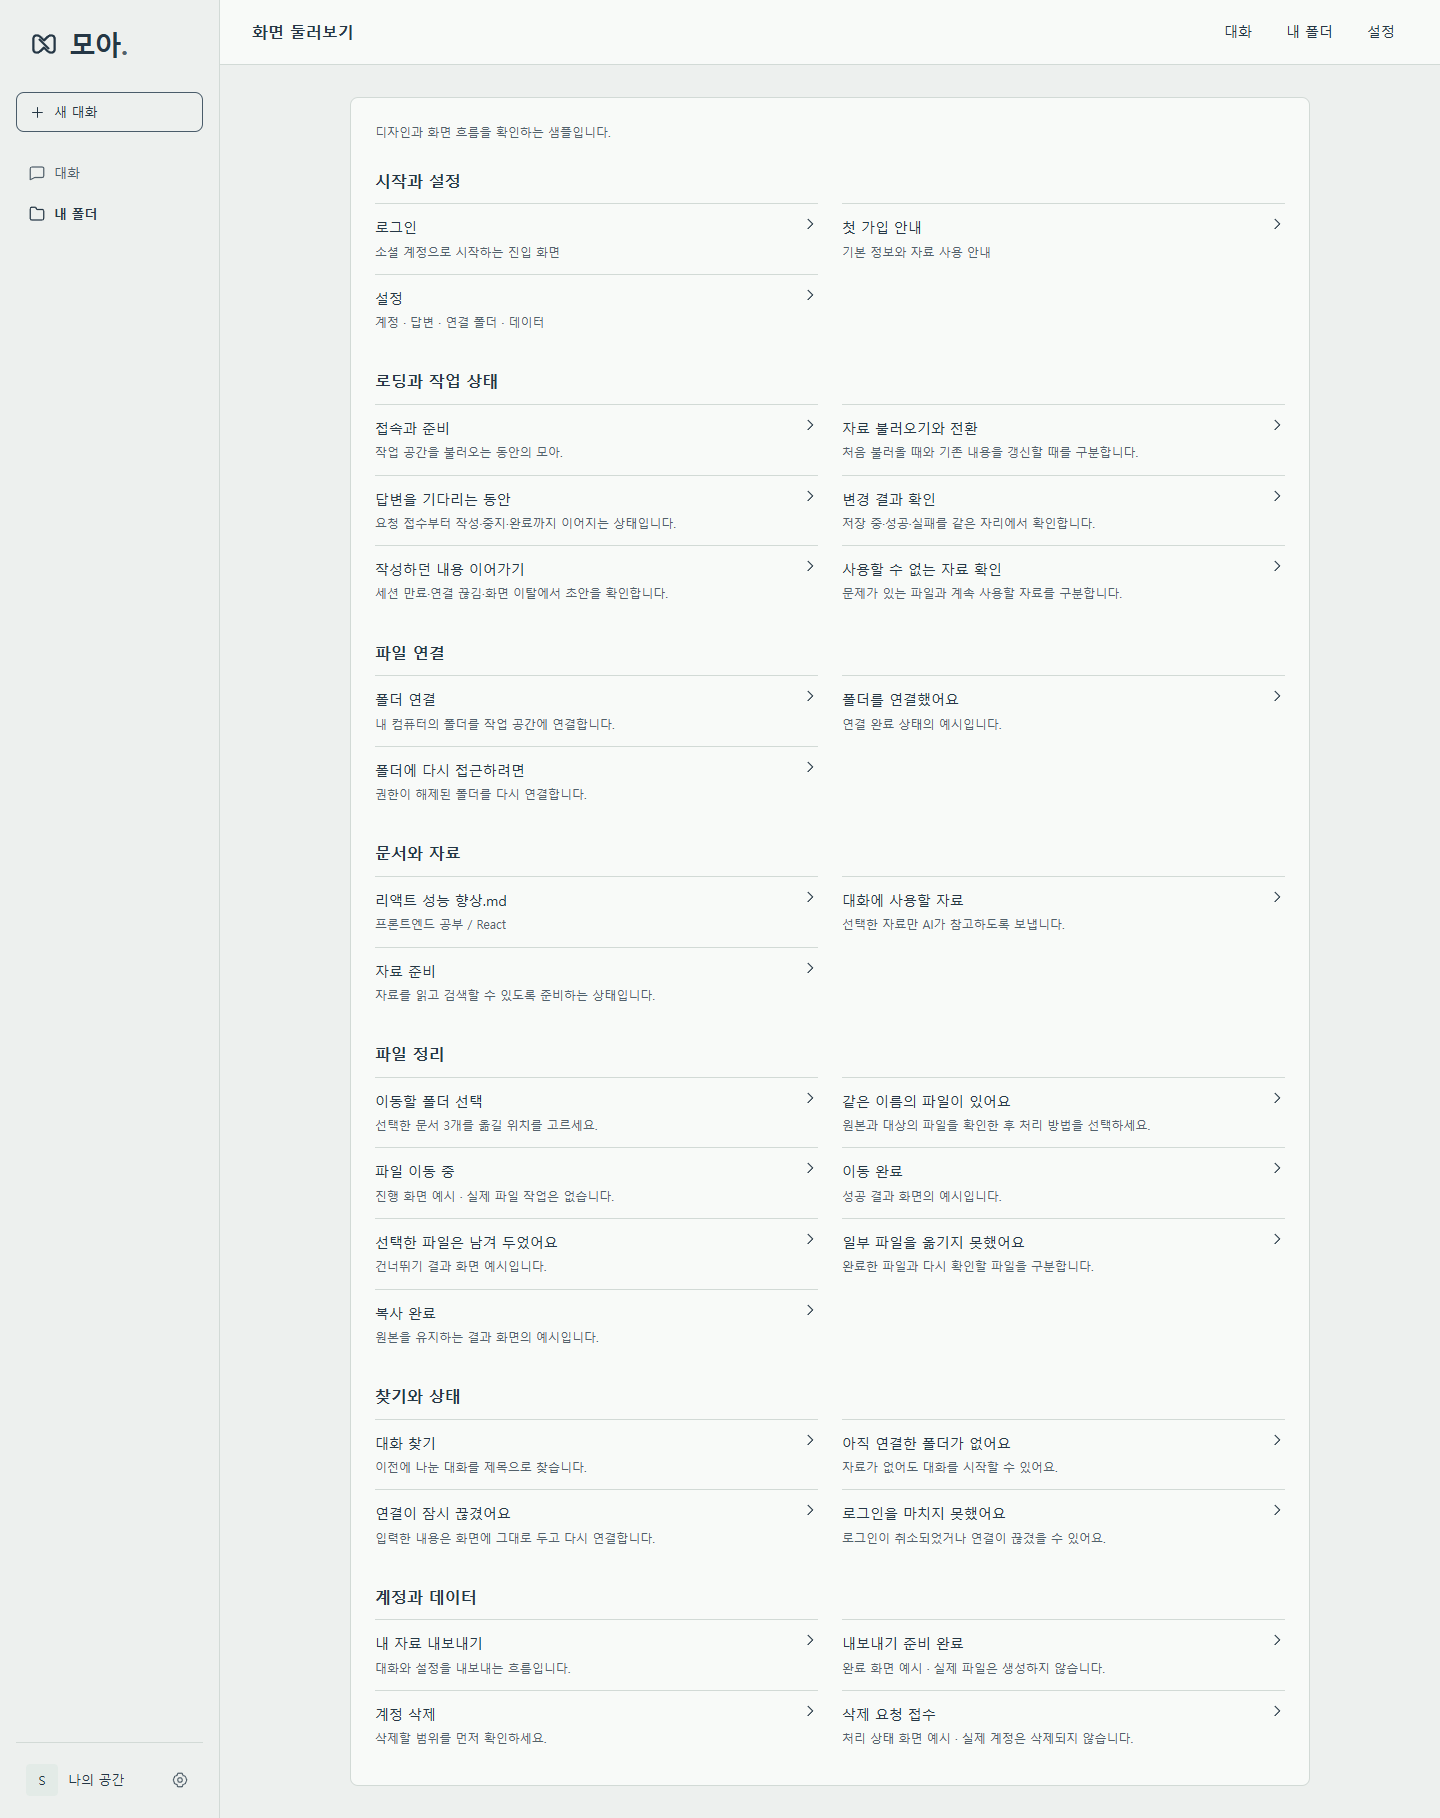 모아.
새 대화
대화
내 폴더
S 나의 공간
화면 둘러보기
대화 내 폴더 설정
디자인과 화면 흐름을 확인하는 샘플입니다.
시작과 설정
로그인
소셜 계정으로 시작하는 진입 화면
첫 가입 안내
기본 정보와 자료 사용 안내
설정
계정 · 답변 · 연결 폴더 · 데이터
로딩과 작업 상태
접속과 준비
작업 공간을 불러오는 동안의 모아.
자료 불러오기와 전환
처음 불러올 때와 기존 내용을 갱신할 때를 구분합니다.
답변을 기다리는 동안
요청 접수부터 작성·중지·완료까지 이어지는 상태입니다.
변경 결과 확인
저장 중·성공·실패를 같은 자리에서 확인합니다.
작성하던 내용 이어가기
세션 만료·연결 끊김·화면 이탈에서 초안을 확인합니다.
사용할 수 없는 자료 확인
문제가 있는 파일과 계속 사용할 자료를 구분합니다.
파일 연결
폴더 연결
내 컴퓨터의 폴더를 작업 공간에 연결합니다.
폴더를 연결했어요
연결 완료 상태의 예시입니다.
폴더에 다시 접근하려면
권한이 해제된 폴더를 다시 연결합니다.
문서와 자료
리액트 성능 향상.md
프론트엔드 공부 / React
대화에 사용할 자료
선택한 자료만 AI가 참고하도록 보냅니다.
자료 준비
자료를 읽고 검색할 수 있도록 준비하는 상태입니다.
파일 정리
이동할 폴더 선택
선택한 문서 3개를 옮길 위치를 고르세요.
같은 이름의 파일이 있어요
원본과 대상의 파일을 확인한 후 처리 방법을 선택하세요.
파일 이동 중
진행 화면 예시 · 실제 파일 작업은 없습니다.
이동 완료
성공 결과 화면의 예시입니다.
선택한 파일은 남겨 두었어요
건너뛰기 결과 화면 예시입니다.
일부 파일을 옮기지 못했어요
완료한 파일과 다시 확인할 파일을 구분합니다.
복사 완료
원본을 유지하는 결과 화면의 예시입니다.
찾기와 상태
대화 찾기
이전에 나눈 대화를 제목으로 찾습니다.
아직 연결한 폴더가 없어요
자료가 없어도 대화를 시작할 수 있어요.
연결이 잠시 끊겼어요
입력한 내용은 화면에 그대로 두고 다시 연결합니다.
로그인을 마치지 못했어요
로그인이 취소되었거나 연결이 끊겼을 수 있어요.
계정과 데이터
내 자료 내보내기
대화와 설정을 내보내는 흐름입니다.
내보내기 준비 완료
완료 화면 예시 · 실제 파일은 생성하지 않습니다.
계정 삭제
삭제할 범위를 먼저 확인하세요.
삭제 요청 접수
처리 상태 화면 예시 · 실제 계정은 삭제되지 않습니다.